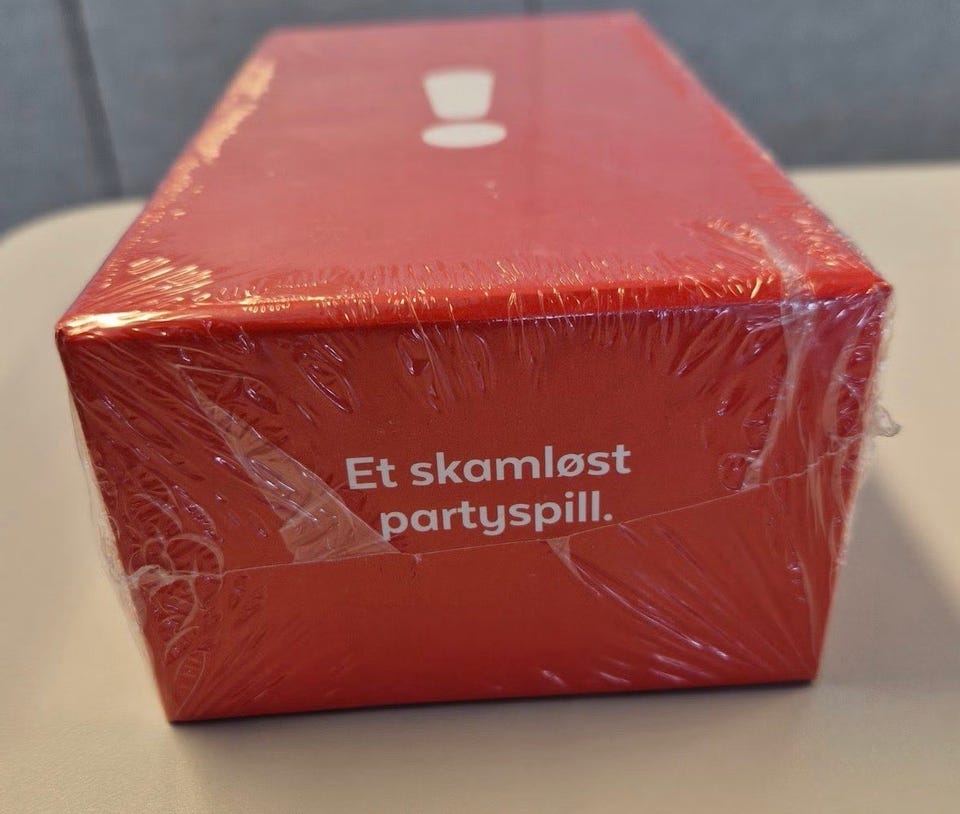 !
Et skamløst
partyspill.